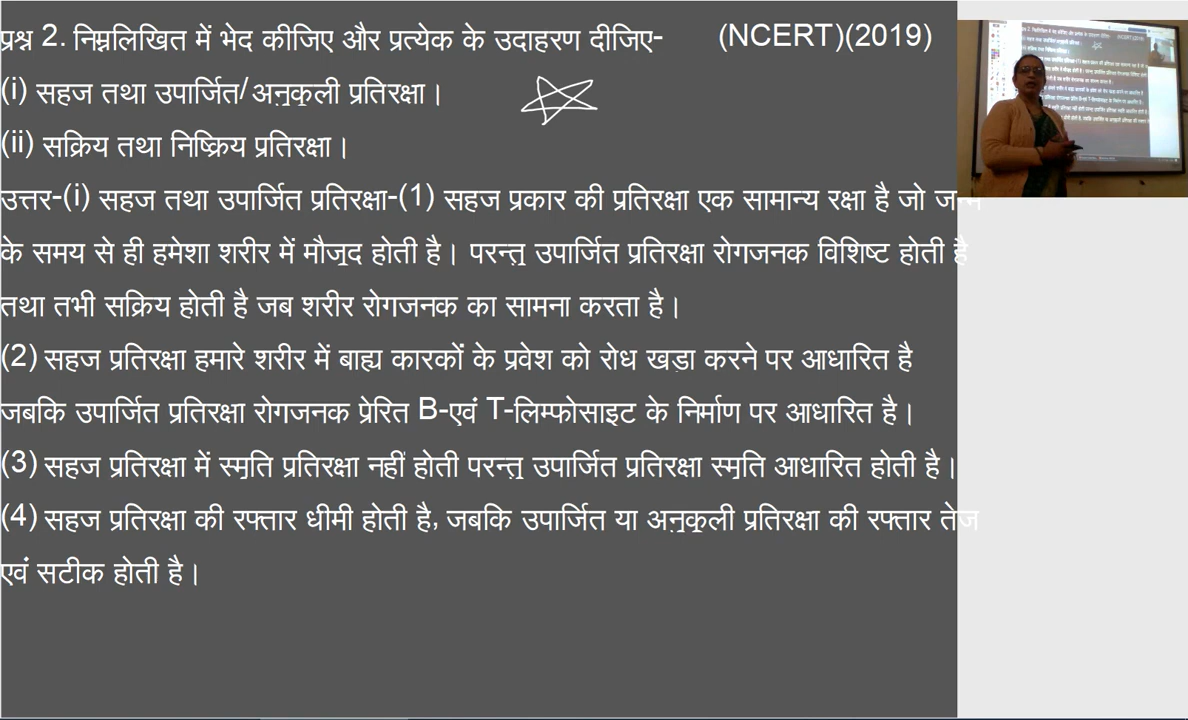 प्रश्न 2. निम्नलिखित में भेद कीजिए और प्रत्येक के उदाहरण दीजिए- (NCERT)(2019)
(i) सहज तथा उपार्जित/अनुकूली प्रतिरक्षा।
(ii) सक्रिय तथा निष्क्रिय प्रतिरक्षा।
उत्तर-(i) सहज तथा उपार्जित प्रतिरक्षा-(1) सहज प्रकार की प्रतिरक्षा एक सामान्य रक्षा है जो जन्म
के समय से ही हमेशा शरीर में मौजूद होती है। परन्तु उपार्जित प्रतिरक्षा रोगजनक विशिष्ट होती है
तथा तभी सक्रिय होती है जब शरीर रोगजनक का सामना करता है।
(2) सहज प्रतिरक्षा हमारे शरीर में बाह्य कारकों के प्रवेश को रोध खड़ा करने पर आधारित है
जबकि उपार्जित प्रतिरक्षा रोगजनक प्रेरित B-एवं T-लिम्फोसाइट के निर्माण पर आधारित है।
(3) सहज प्रतिरक्षा में स्मृति प्रतिरक्षा नहीं होती परन्तु उपार्जित प्रतिरक्षा स्मृति आधारित होती है।
(4) सहज प्रतिरक्षा की रफ्तार धीमी होती है, जबकि उपार्जित या अनुकूली प्रतिरक्षा की रफ्तार तेज
एवं सटीक होती है।